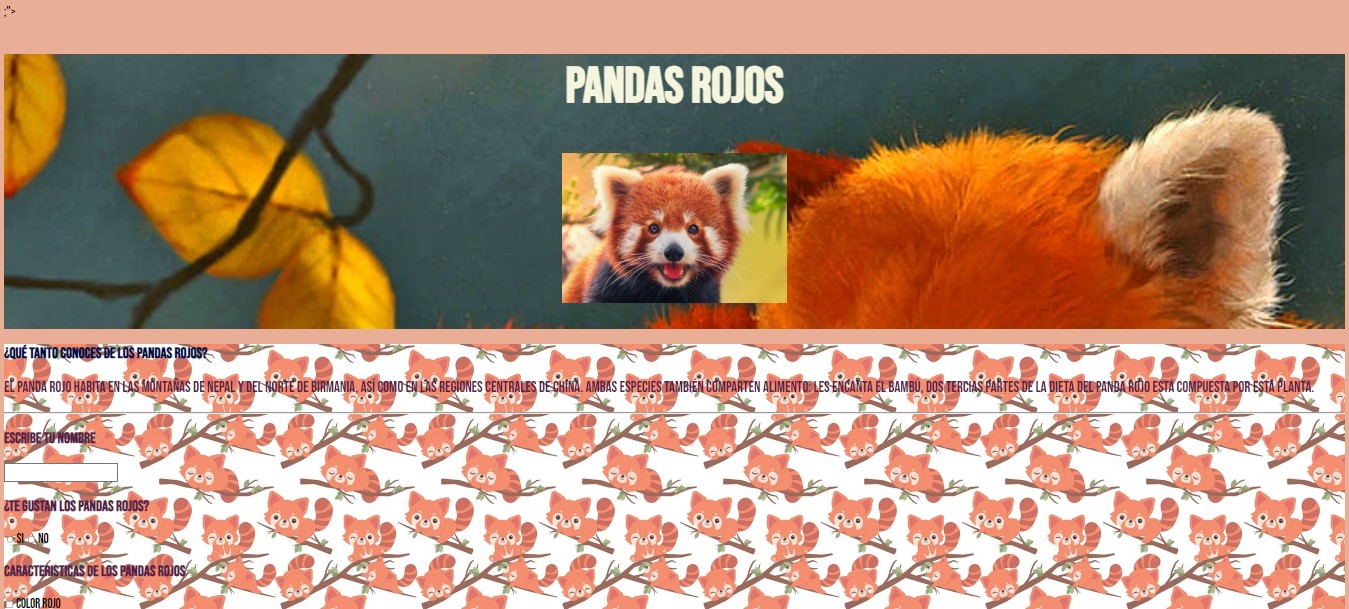 ;">
PANDAS ROJOS
¿QUÉ TANTO CONOCES DE LOS PANDAS ROJOS?
EL PANDA ROJO HABITA EN LAS MONTAÑAS DE NEPAL Y DEL NORTE DE BIRMANIA, ASÍ COMO EN LAS REGIONES CENTRALES DE CHINA. AMBAS ESPECIES TAMBIÉN COMPARTEN ALIMENTO: LES ENCANTA EL BAMBÚ, DOS TERCIAS PARTES DE LA DIETA DEL PANDA ROJO ESTÁ COMPUESTA POR ESTÁ PLANTA.
ESCRIBE TU NOMBRE
¿TE GUSTAN LOS PANDAS ROJOS?
SI NO
CARACTERISTICAS DE LOS PANDAS ROJOS
COLOR ROJO